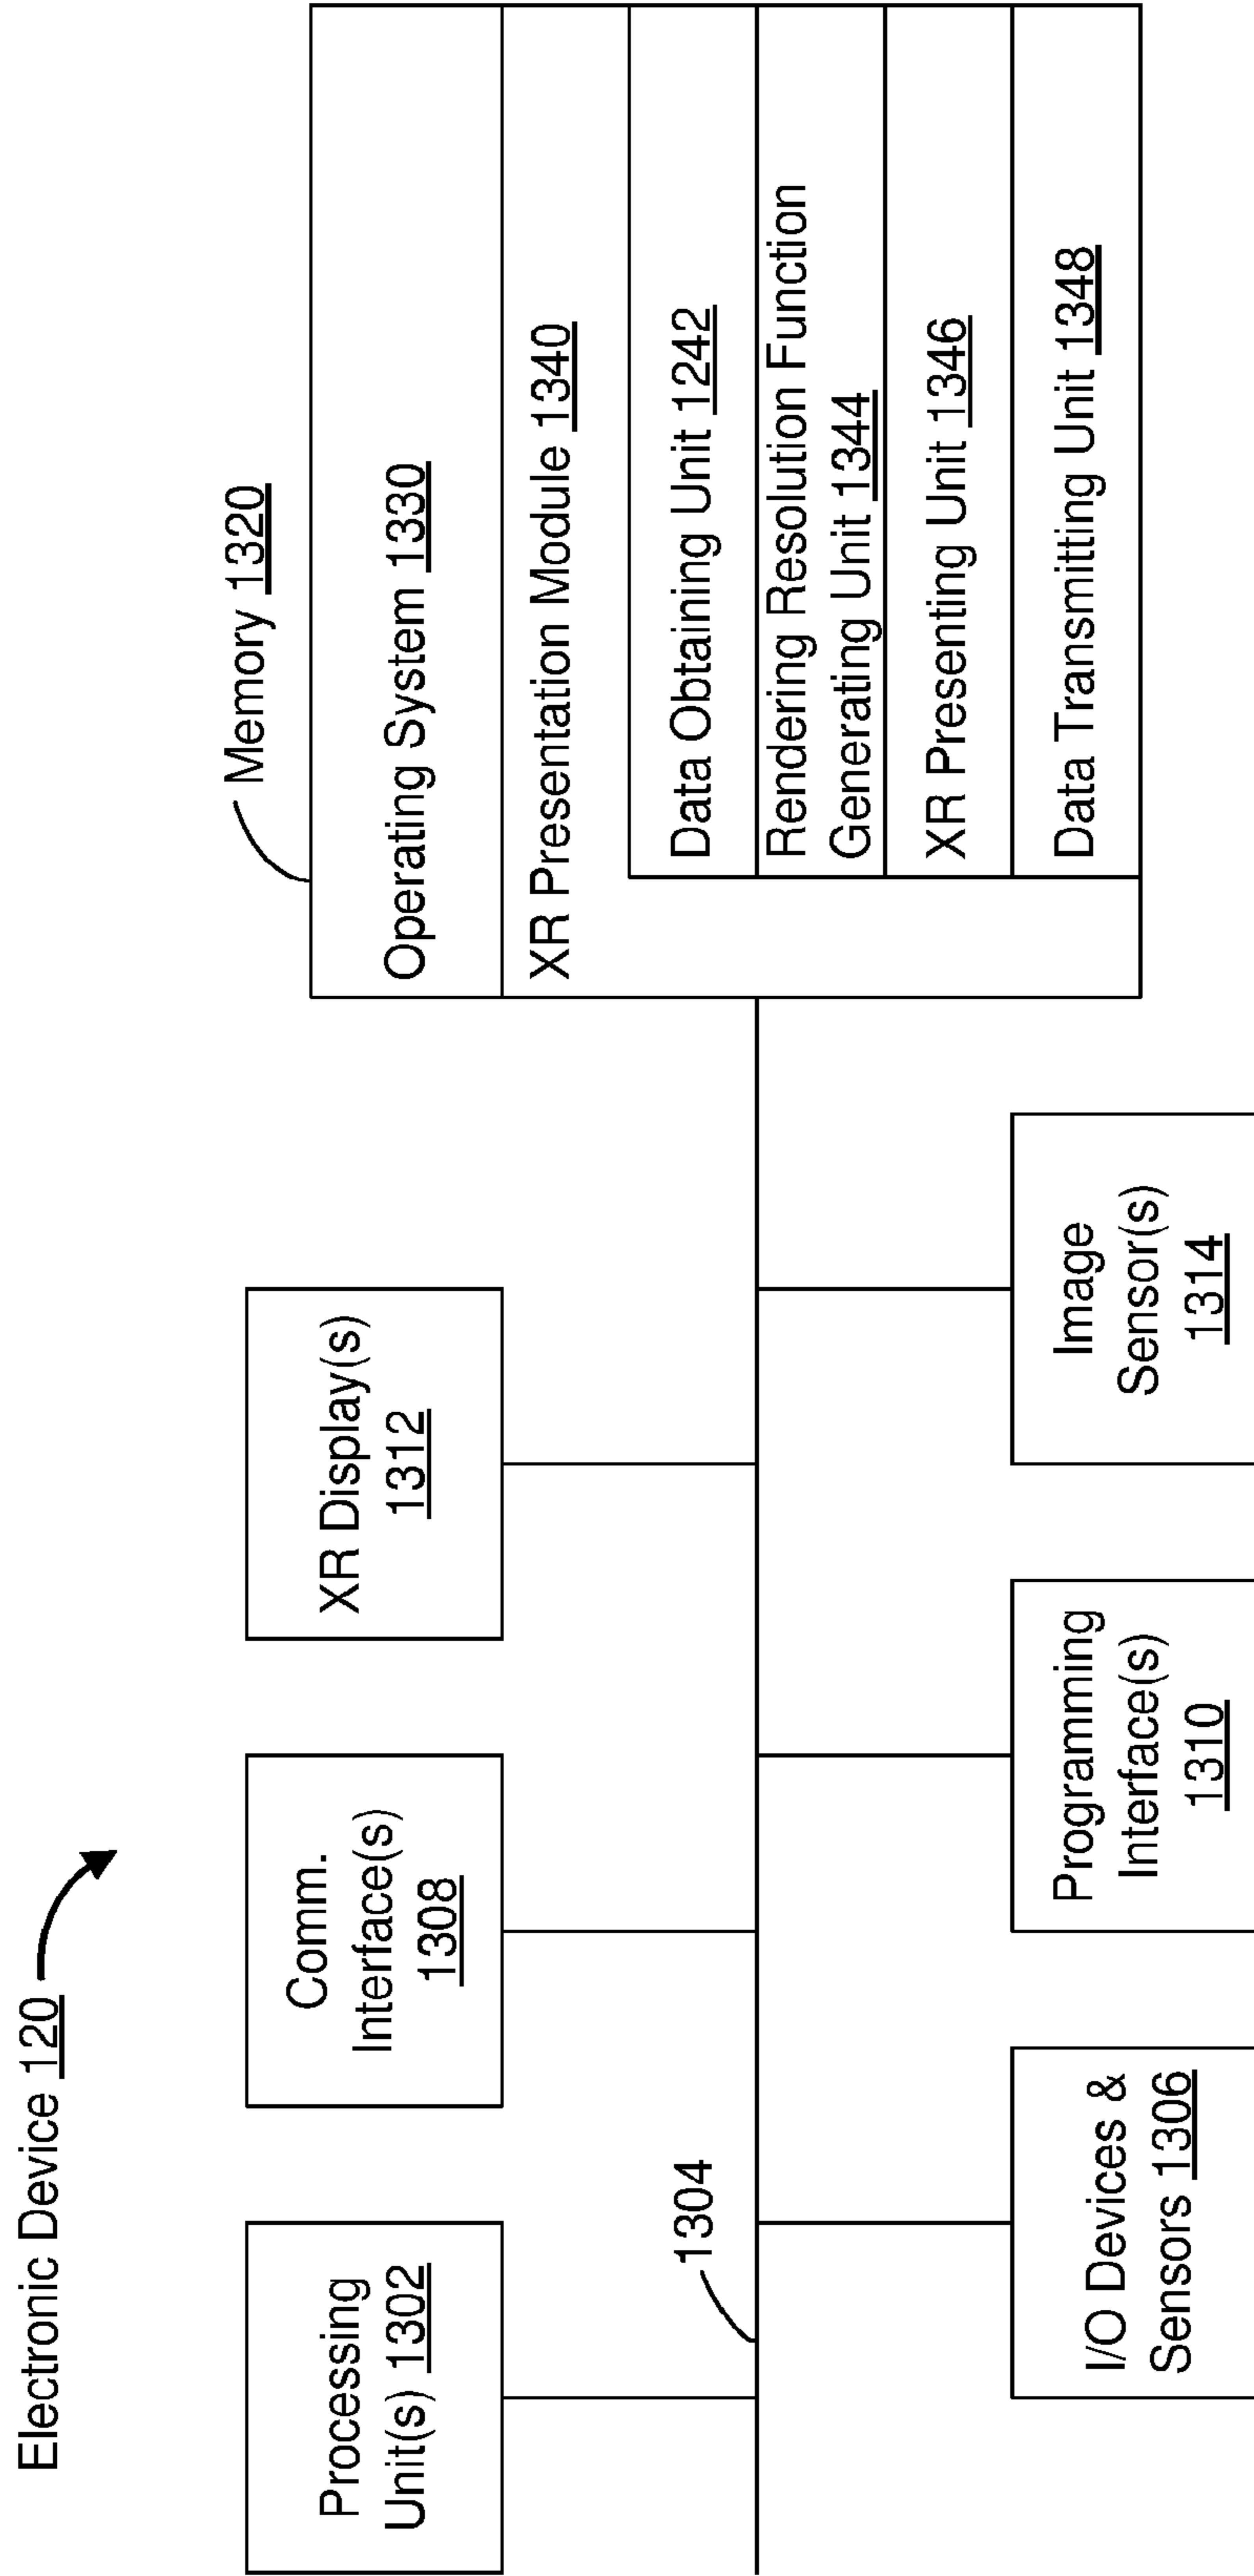 Electronic Device 120
Processing
Unit(s) 1302
Comm.
Interface(s)
1308
XR Display(s)
1312
Memory 1320
Operating System 1330
XR Presentation Module 1340
Data Obtaining Unit 1242
Rendering Resolution Function
Generating Unit 1344
XR Presenting Unit 1346
Data Transmitting Unit 1348
1304
I/O Devices &
Sensors 1306
Programming
Interface(s)
1310
Image
Sensor(s)
1314